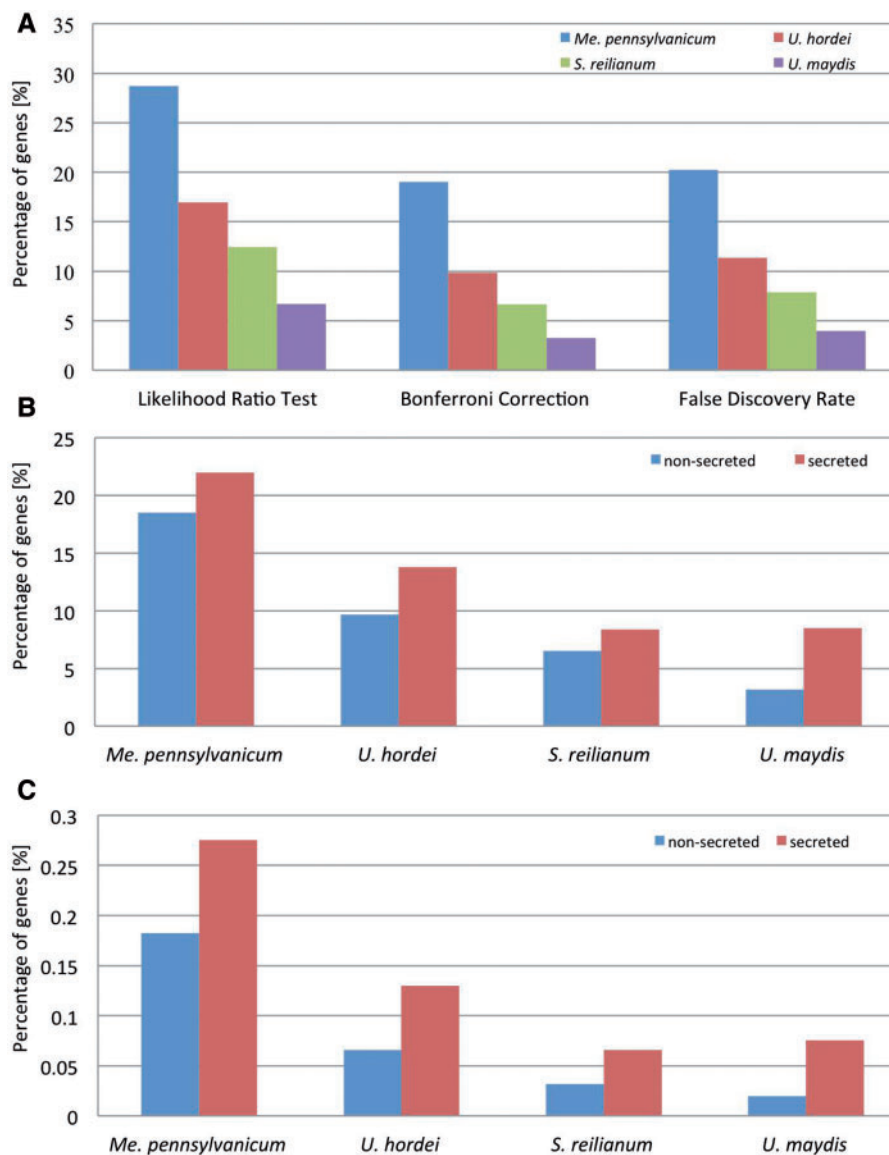 A
Percentage of genes [%]
35
30
25
20
15
10
5
0
Me. pennsylvanicum
U. hordei
S. reilianum
U. maydis
Likelihood Ratio Test
Bonferroni Correction
False Discovery Rate
B
Percentage of genes [%]
25
20
15
10
5
0
non-secreted
secreted
Me. pennsylvanicum
U. hordei
S. reilianum
U. maydis
C
Percentage of genes [%]
0.3
0.25
0.2
0.15
0.1
0.05
0
non-secreted
secreted
Me. pennsylvanicum
U. hordei
S. reilianum
U. maydis